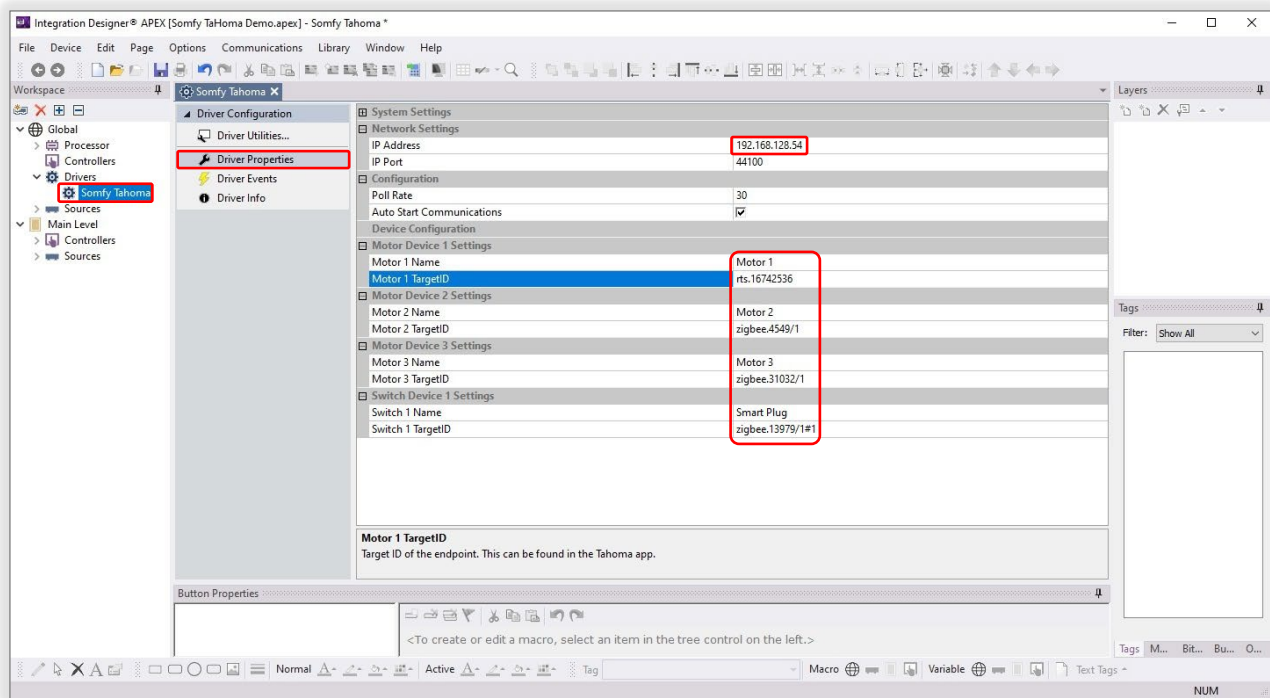 Integration Designer® APEX [Somfy TaHoma Demo.apex] - Somfy Tahoma *
File Device Edit Page Options Communications Library Window Help
Workspace
Somfy Tahoma
Layers
Global
Processor
Controllers
Drivers
Somfy Tahoma
Sources
Main Level
Controllers
Sources
Driver Configuration
Driver Utilities...
Driver Properties
Driver Events
Driver Info
System Settings
Network Settings
IP Address 192.168.128.54
IP Port 44100
Configuration
Poll Rate 30
Auto Start Communications
Device Configuration
Motor Device 1 Settings
Motor 1 Name Motor 1
Motor 1 TargetID rts.16742536
Motor Device 2 Settings
Motor 2 Name Motor 2
Motor 2 TargetID zigbee.4549/1
Motor Device 3 Settings
Motor 3 Name Motor 3
Motor 3 TargetID zigbee.31032/1
Switch Device 1 Settings
Switch 1 Name Smart Plug
Switch 1 TargetID zigbee.13979/1#1
Motor 1 TargetID
Target ID of the endpoint. This can be found in the Tahoma app.
Tags
Filter: Show All
Button Properties
<To create or edit a macro, select an item in the tree control on the left.>
Tags M... Bit... Bu... O...
Normal A Active A Tag Macro Variable Text Tags
NUM